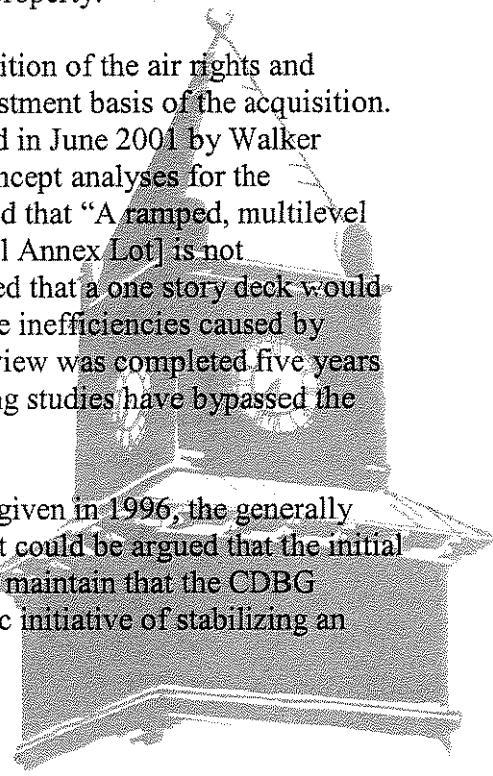 property.
ition of the air rights and
stment basis of the acquisition.
d in June 2001 by Walker
ncept analyses for the
d that “A ramped, multilevel
l Annex Lot] is not
ed that a one story deck would
e inefficiencies caused by
view was completed five years
ng studies have bypassed the
given in 1996, the generally
t could be argued that the initial
maintain that the CDBG
c initiative of stabilizing an